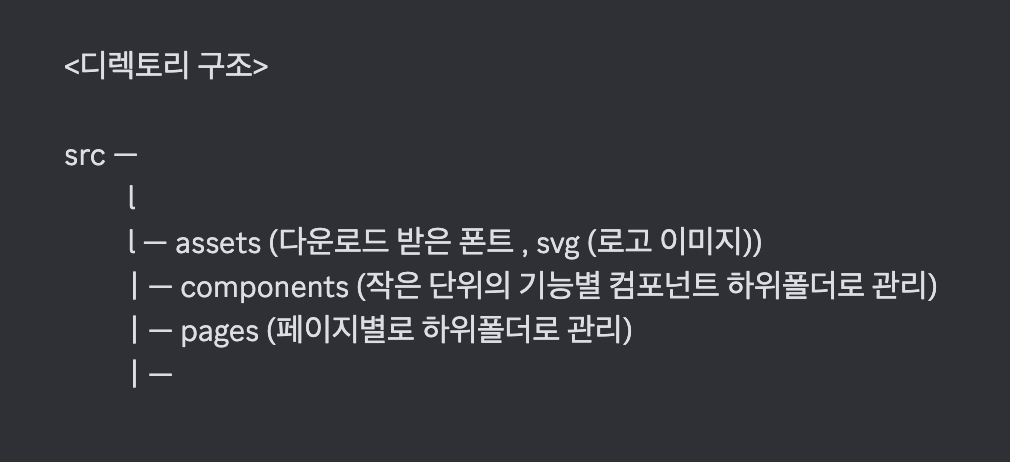 <디렉토리 구조>
src —
l
l — assets (다운로드 받은 폰트 , svg (로고 이미지))
| — components (작은 단위의 기능별 컴포넌트 하위폴더로 관리)
| — pages (페이지별로 하위폴더로 관리)
| —